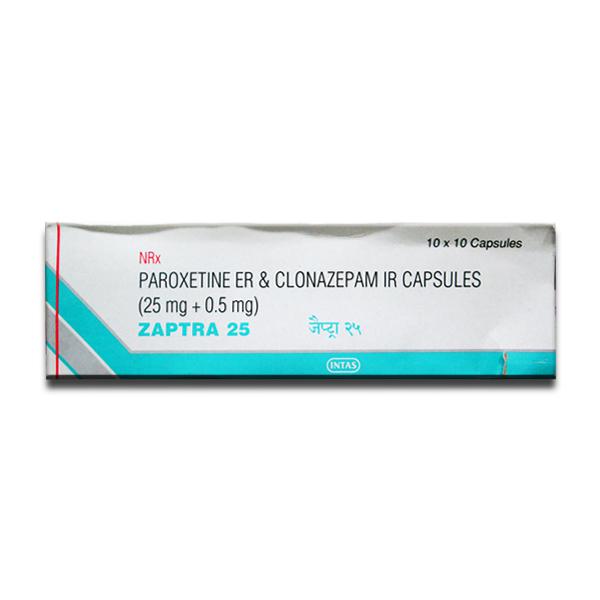 10 x 10 Capsules
NRx
PAROXETINE ER & CLONAZEPAM IR CAPSULES
(25 mg + 0.5 mg)
ZAPTRA 25 जैप्ट्रा २५
INTAS